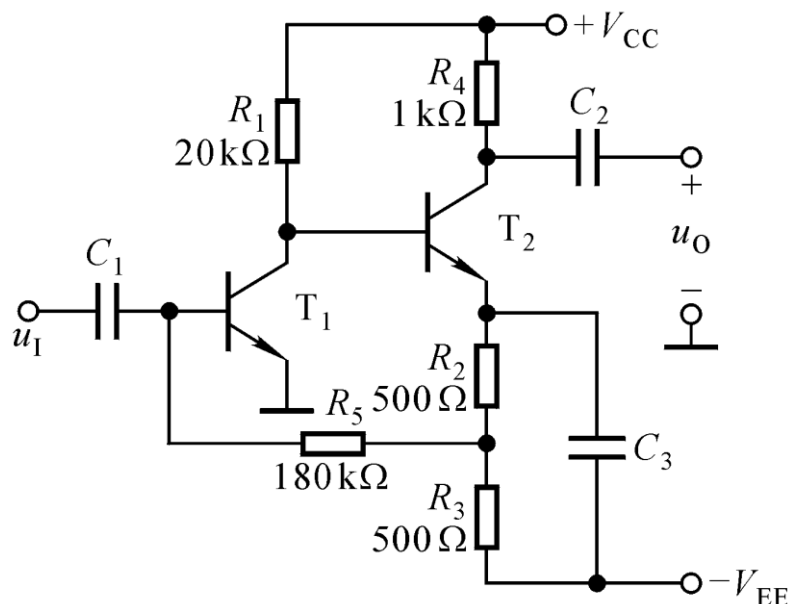 +V_CC
R_4
1 kΩ
C_2
R_1
20 kΩ
+
T_2
u_O
C_1
−
T_1
u_I
R_2
500 Ω
R_5
180 kΩ
C_3
R_3
500 Ω
−V_EE